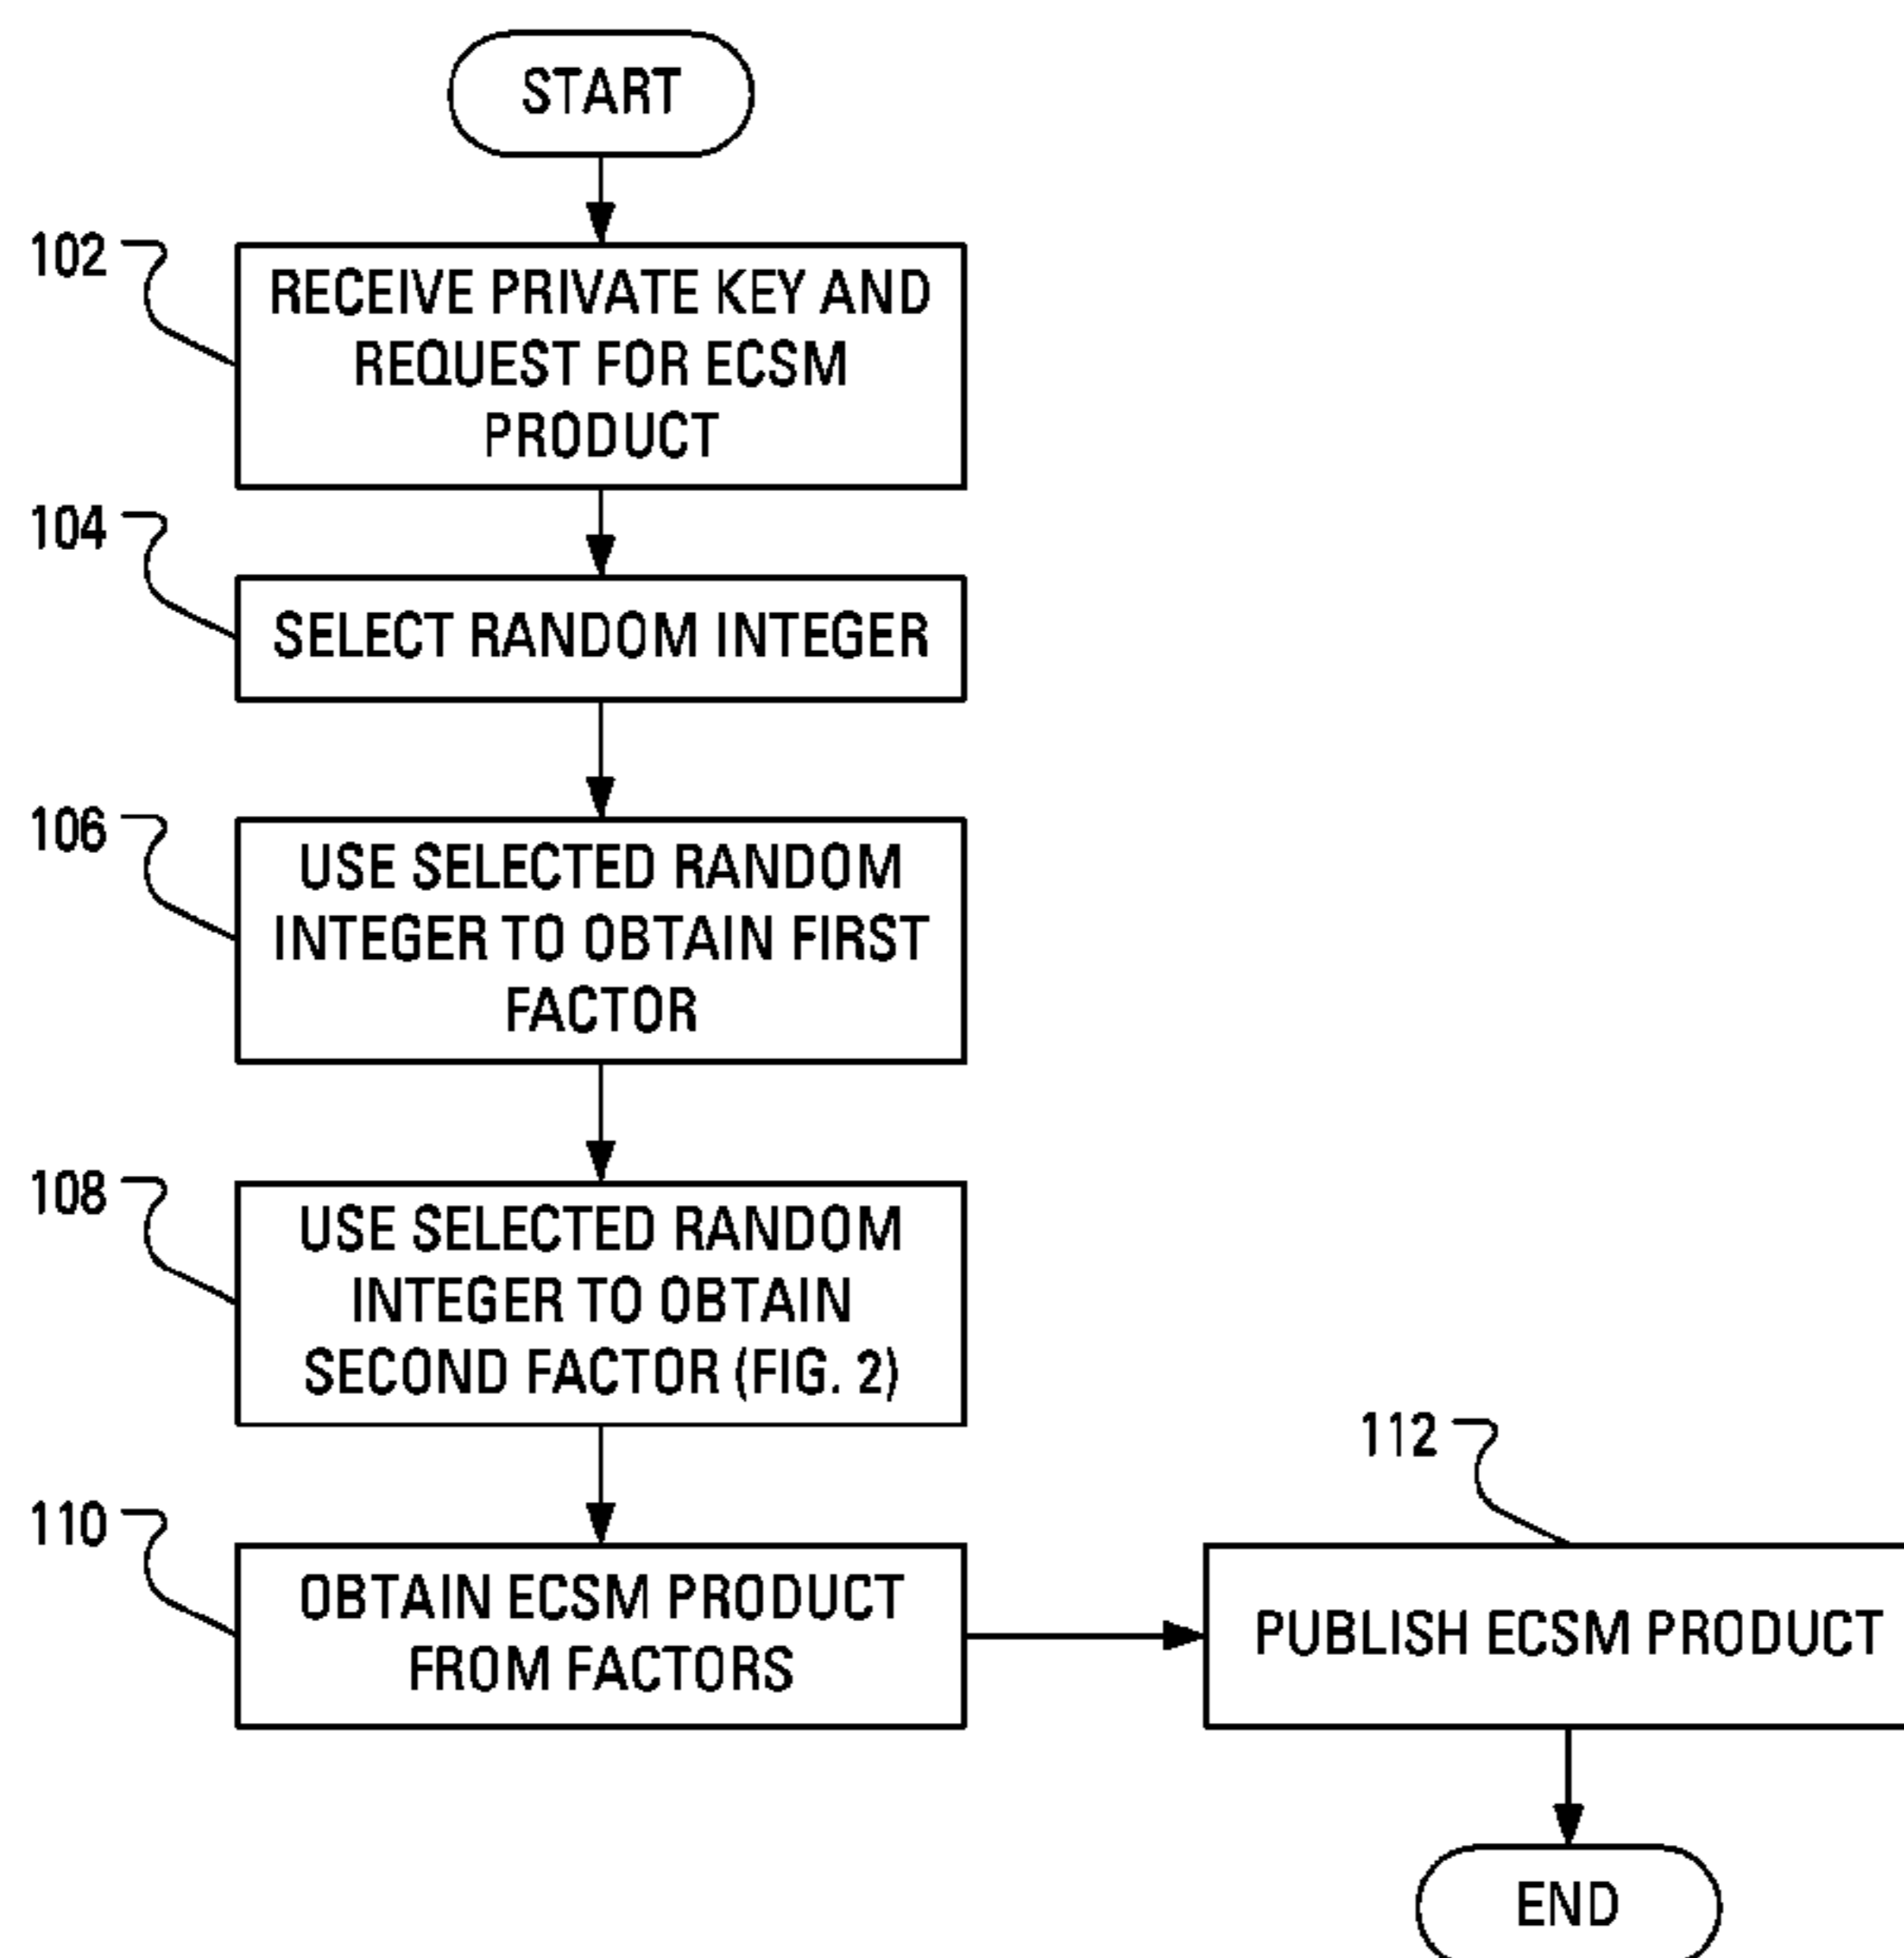 START
102
RECEIVE PRIVATE KEY AND
REQUEST FOR ECSM
PRODUCT
104
SELECT RANDOM INTEGER
106
USE SELECTED RANDOM
INTEGER TO OBTAIN FIRST
FACTOR
108
USE SELECTED RANDOM
INTEGER TO OBTAIN
SECOND FACTOR (FIG. 2)
110
OBTAIN ECSM PRODUCT
FROM FACTORS
112
PUBLISH ECSM PRODUCT
END